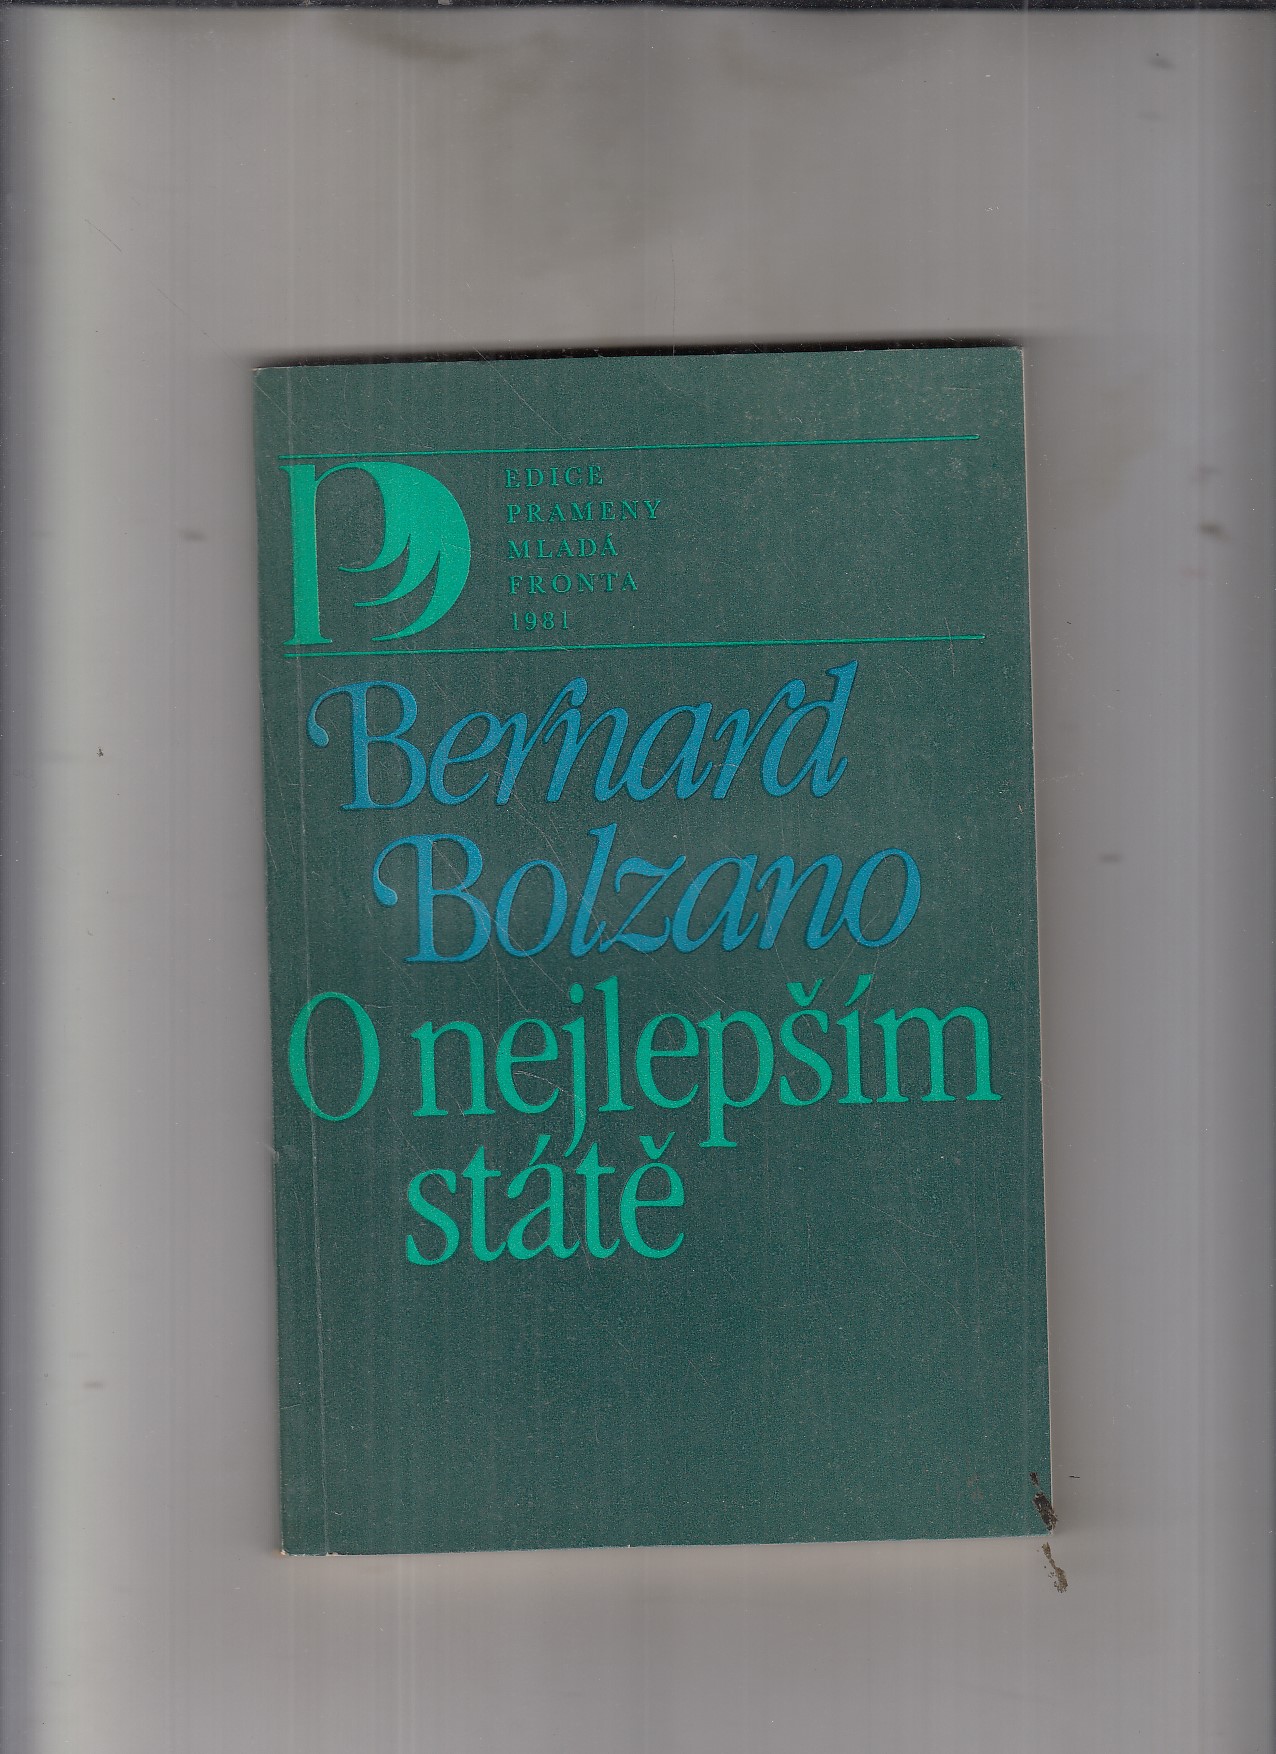 EDICE
PRAMENY
MLADÁ
FRONTA
1981
Bernard
Bolzano
O nejlepším
státě